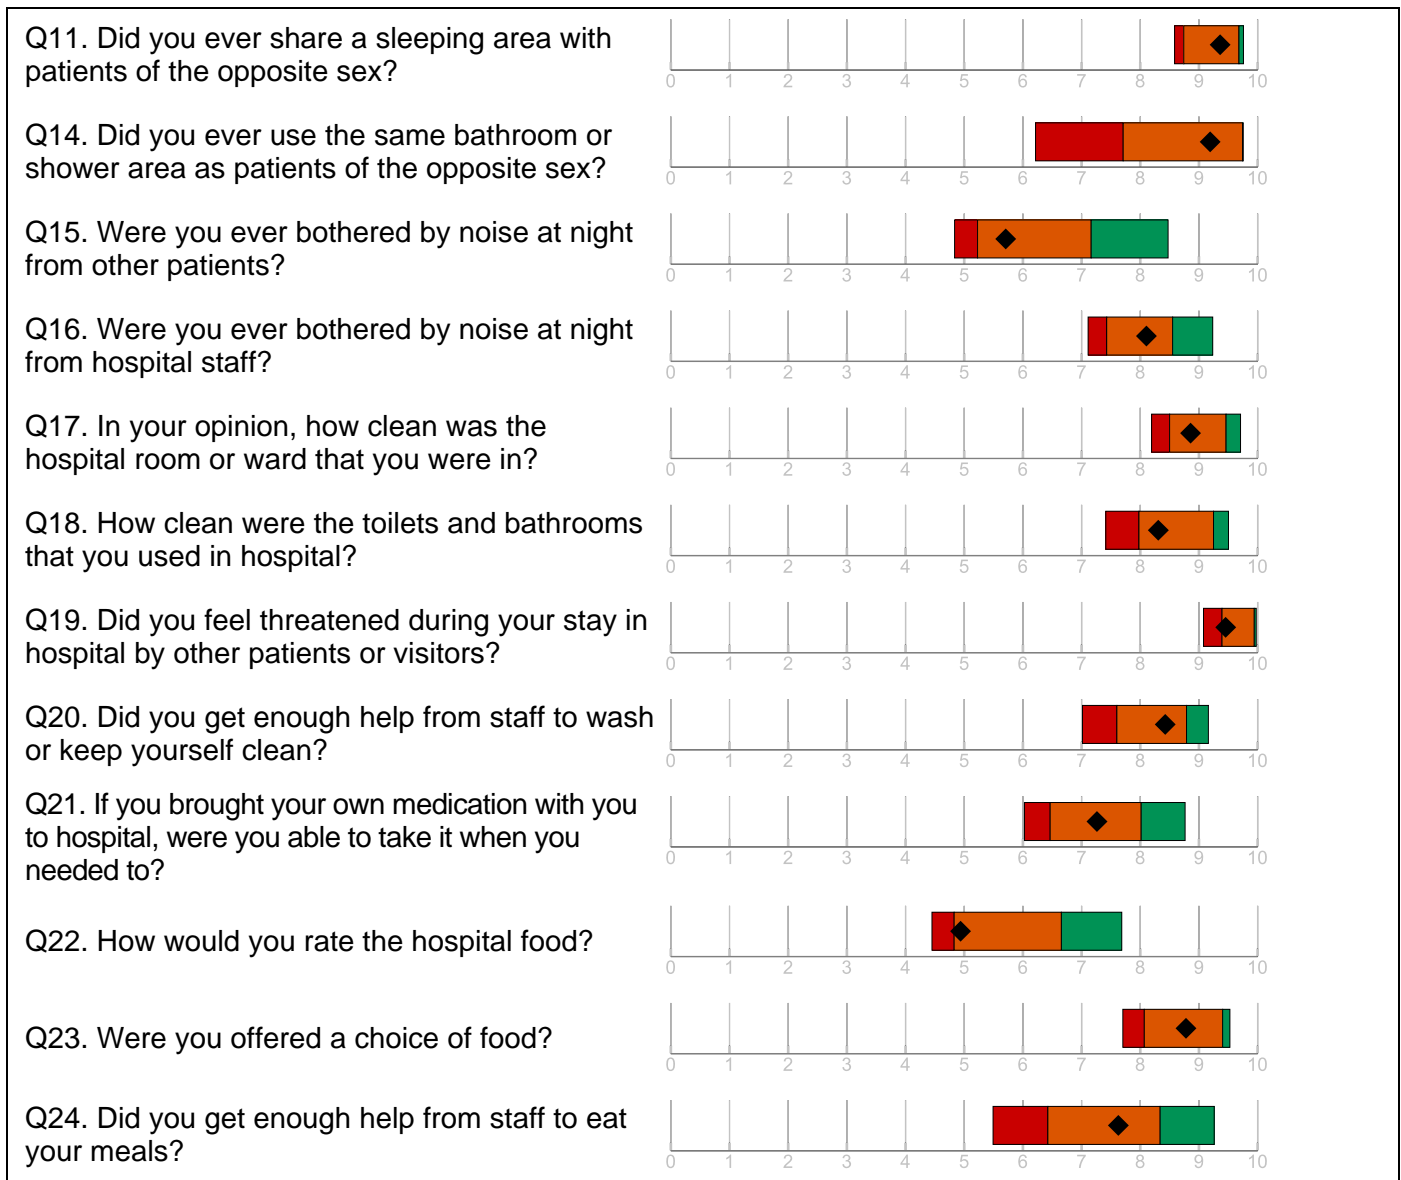 Q11. Did you ever share a sleeping area with
patients of the opposite sex?
0 1 2 3 4 5 6 7 8 9 10
Q14. Did you ever use the same bathroom or
shower area as patients of the opposite sex?
0 1 2 3 4 5 6 7 8 9 10
Q15. Were you ever bothered by noise at night
from other patients?
0 1 2 3 4 5 6 7 8 9 10
Q16. Were you ever bothered by noise at night
from hospital staff?
0 1 2 3 4 5 6 7 8 9 10
Q17. In your opinion, how clean was the
hospital room or ward that you were in?
0 1 2 3 4 5 6 7 8 9 10
Q18. How clean were the toilets and bathrooms
that you used in hospital?
0 1 2 3 4 5 6 7 8 9 10
Q19. Did you feel threatened during your stay in
hospital by other patients or visitors?
0 1 2 3 4 5 6 7 8 9 10
Q20. Did you get enough help from staff to wash
or keep yourself clean?
0 1 2 3 4 5 6 7 8 9 10
Q21. If you brought your own medication with you
to hospital, were you able to take it when you
needed to?
0 1 2 3 4 5 6 7 8 9 10
Q22. How would you rate the hospital food?
0 1 2 3 4 5 6 7 8 9 10
Q23. Were you offered a choice of food?
0 1 2 3 4 5 6 7 8 9 10
Q24. Did you get enough help from staff to eat
your meals?
0 1 2 3 4 5 6 7 8 9 10